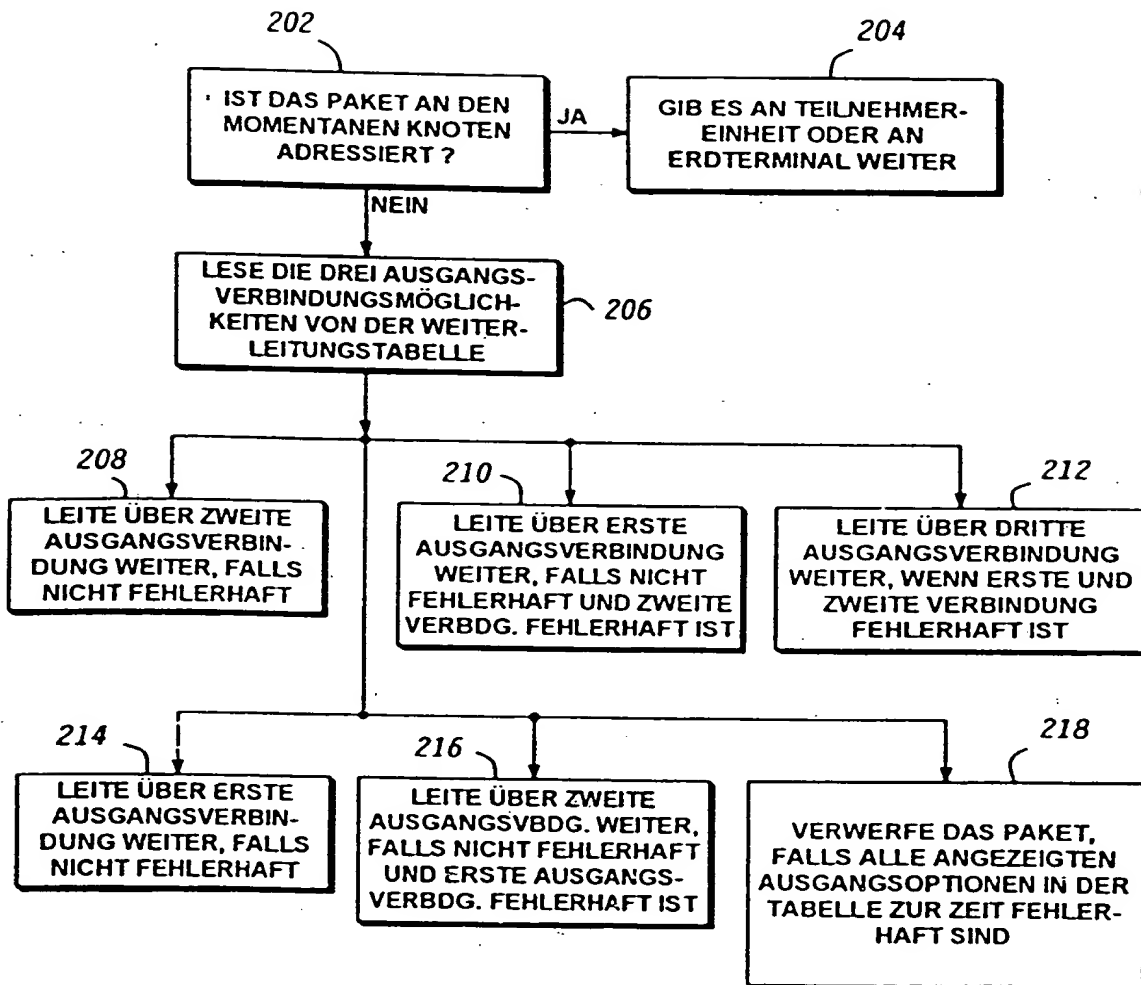 202
IST DAS PAKET AN DEN
MOMENTANEN KNOTEN
ADRESSIERT ?
JA
204
GIB ES AN TEILNEHMER-
EINHEIT ODER AN
ERDTERMINAL WEITER
NEIN
LESE DIE DREI AUSGANGS-
VERBINDUNGSMÖGLICH-
KEITEN VON DER WEITER-
LEITUNGSTABELLE
206
208
LEITE ÜBER ZWEITE
AUSGANGSVERBIN-
DUNG WEITER, FALLS
NICHT FEHLERHAFT
210
LEITE ÜBER ERSTE
AUSGANGSVERBINDUNG
WEITER, FALLS NICHT
FEHLERHAFT UND ZWEITE
VERBDG. FEHLERHAFT IST
212
LEITE ÜBER DRITTE
AUSGANGSVERBINDUNG
WEITER, WENN ERSTE UND
ZWEITE VERBINDUNG
FEHLERHAFT IST
214
LEITE ÜBER ERSTE
AUSGANGSVERBIN-
DUNG WEITER, FALLS
NICHT FEHLERHAFT
216
LEITE ÜBER ZWEITE
AUSGANGSVBDG. WEITER,
FALLS NICHT FEHLERHAFT
UND ERSTE AUSGANGS-
VERBDG. FEHLERHAFT IST
218
VERWERFE DAS PAKET,
FALLS ALLE ANGEZEIGTEN
AUSGANGSOPTIONEN IN DER
TABELLE ZUR ZEIT FEHLER-
HAFT SIND